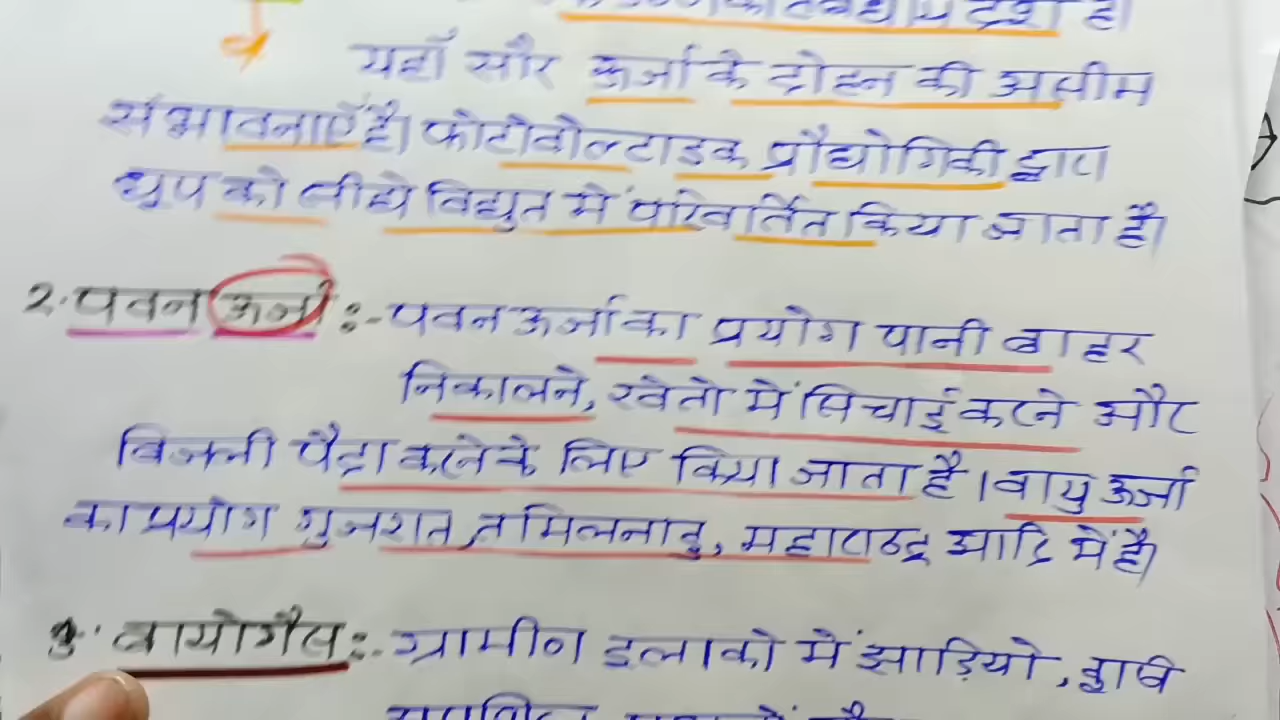 है।
यहाँ सौर ऊर्जा के दोहन की असीम
संभावनाएँ है। फोटोवोल्टाइक प्रौद्योगिकी द्वारा
धूप को सीधे विद्युत में परिवर्तित किया जाता है।
2. पवन ऊर्जा :- पवन ऊर्जा का प्रयोग पानी बाहर
निकालने, खेतो में सिचाई करने और
बिजली पैदा करने के लिए किया जाता है। वायु ऊर्जा
का प्रयोग गुजरात, तमिलनाडु, महाराष्ट्र आदि में है।
3. बायोगैस :- ग्रामीण इलाको में झाड़ियो, कृषि